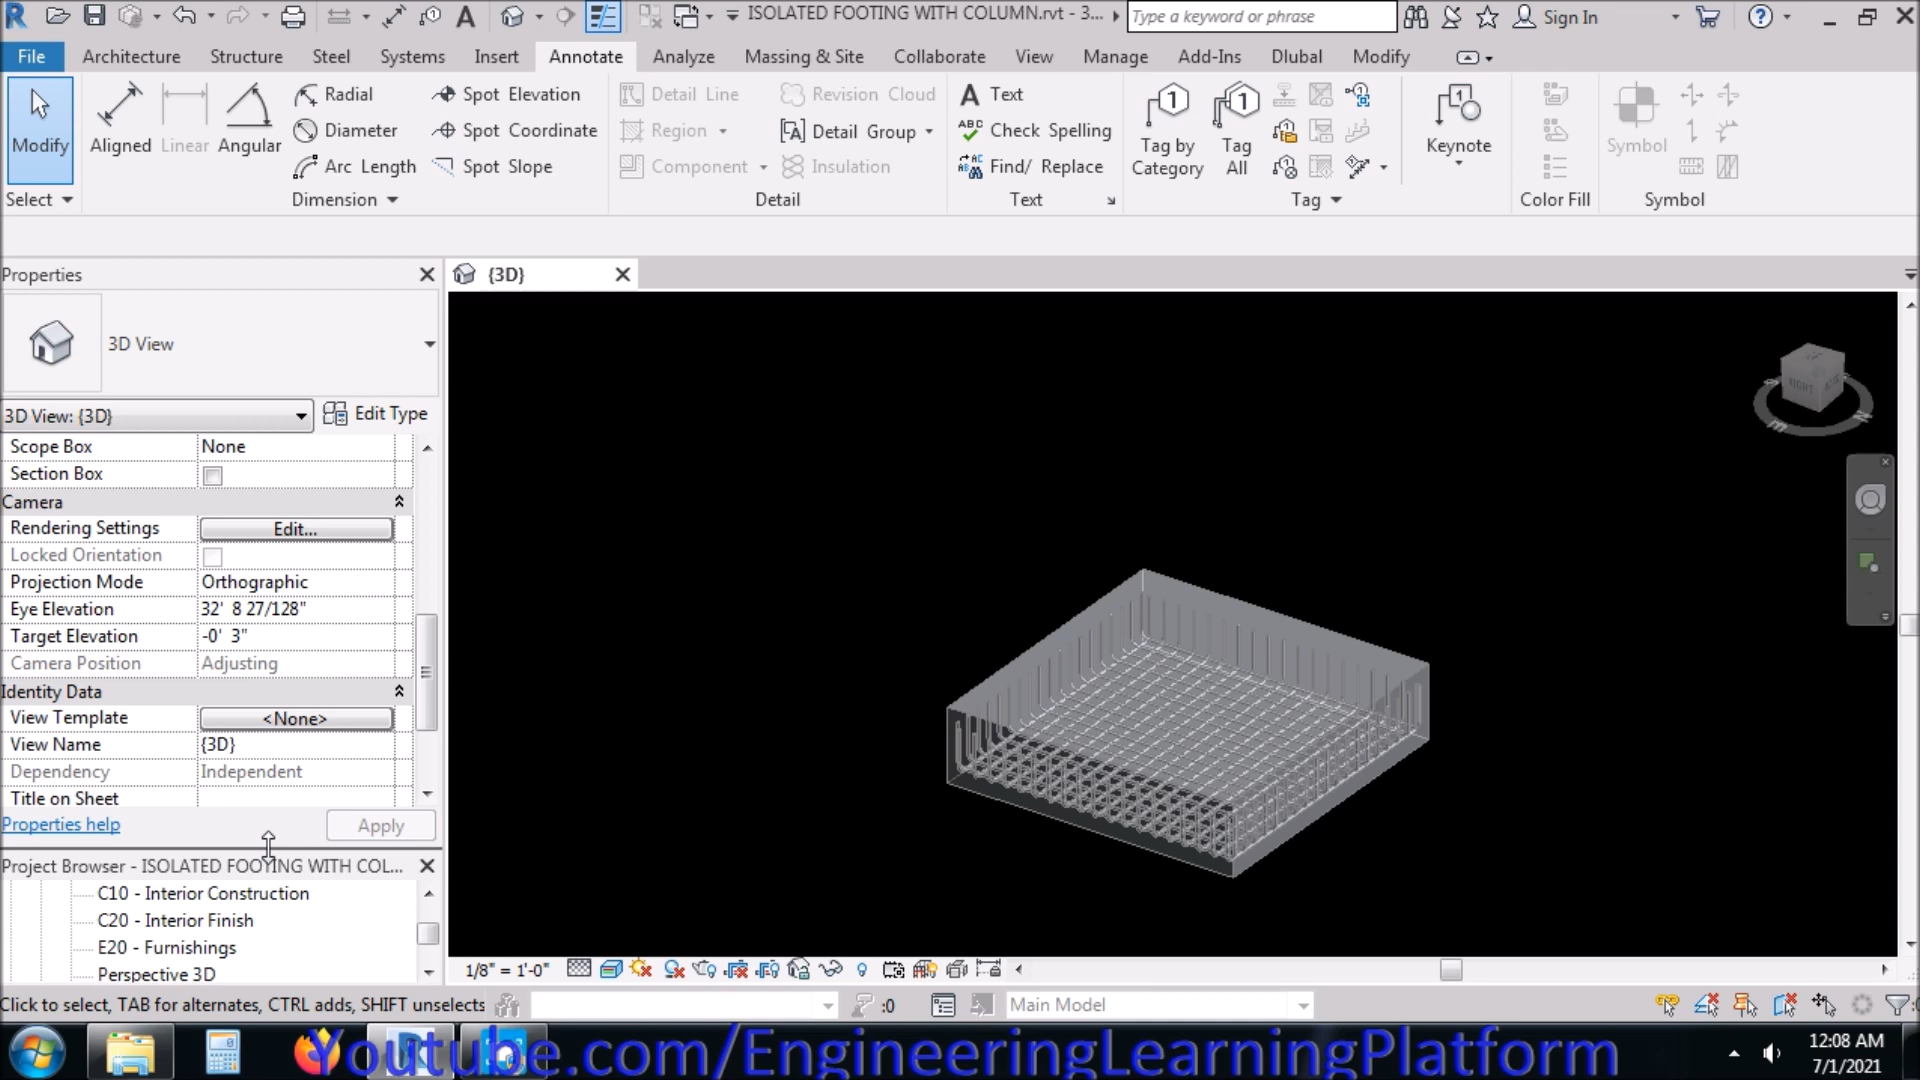 ISOLATED FOOTING WITH COLUMN.rvt - 3...
Type a keyword or phrase
Sign In
File
Architecture
Structure
Steel
Systems
Insert
Annotate
Analyze
Massing & Site
Collaborate
View
Manage
Add-Ins
Dlubal
Modify
Modify
Aligned
Linear
Angular
Radial
Diameter
Arc Length
Spot Elevation
Spot Coordinate
Spot Slope
Detail Line
Region
Component
Revision Cloud
Detail Group
Insulation
Text
Check Spelling
Find/ Replace
Tag by
Category
Tag
All
Keynote
Symbol
Select
Dimension
Detail
Text
Tag
Color Fill
Symbol
Properties
{3D}
3D View
3D View: {3D}
Edit Type
Scope Box None
Section Box
Camera
Rendering Settings Edit...
Locked Orientation
Projection Mode Orthographic
Eye Elevation 32' 8 27/128"
Target Elevation -0' 3"
Camera Position Adjusting
Identity Data
View Template <None>
View Name {3D}
Dependency Independent
Title on Sheet
Properties help
Apply
Project Browser - ISOLATED FOOTING WITH COL...
C10 - Interior Construction
C20 - Interior Finish
E20 - Furnishings
Perspective 3D
RIGHT
1/8" = 1'-0"
Click to select, TAB for alternates, CTRL adds, SHIFT unselects
:0
Main Model
Youtube.com/EngineeringLearningPlatform
12:08 AM
7/1/2021